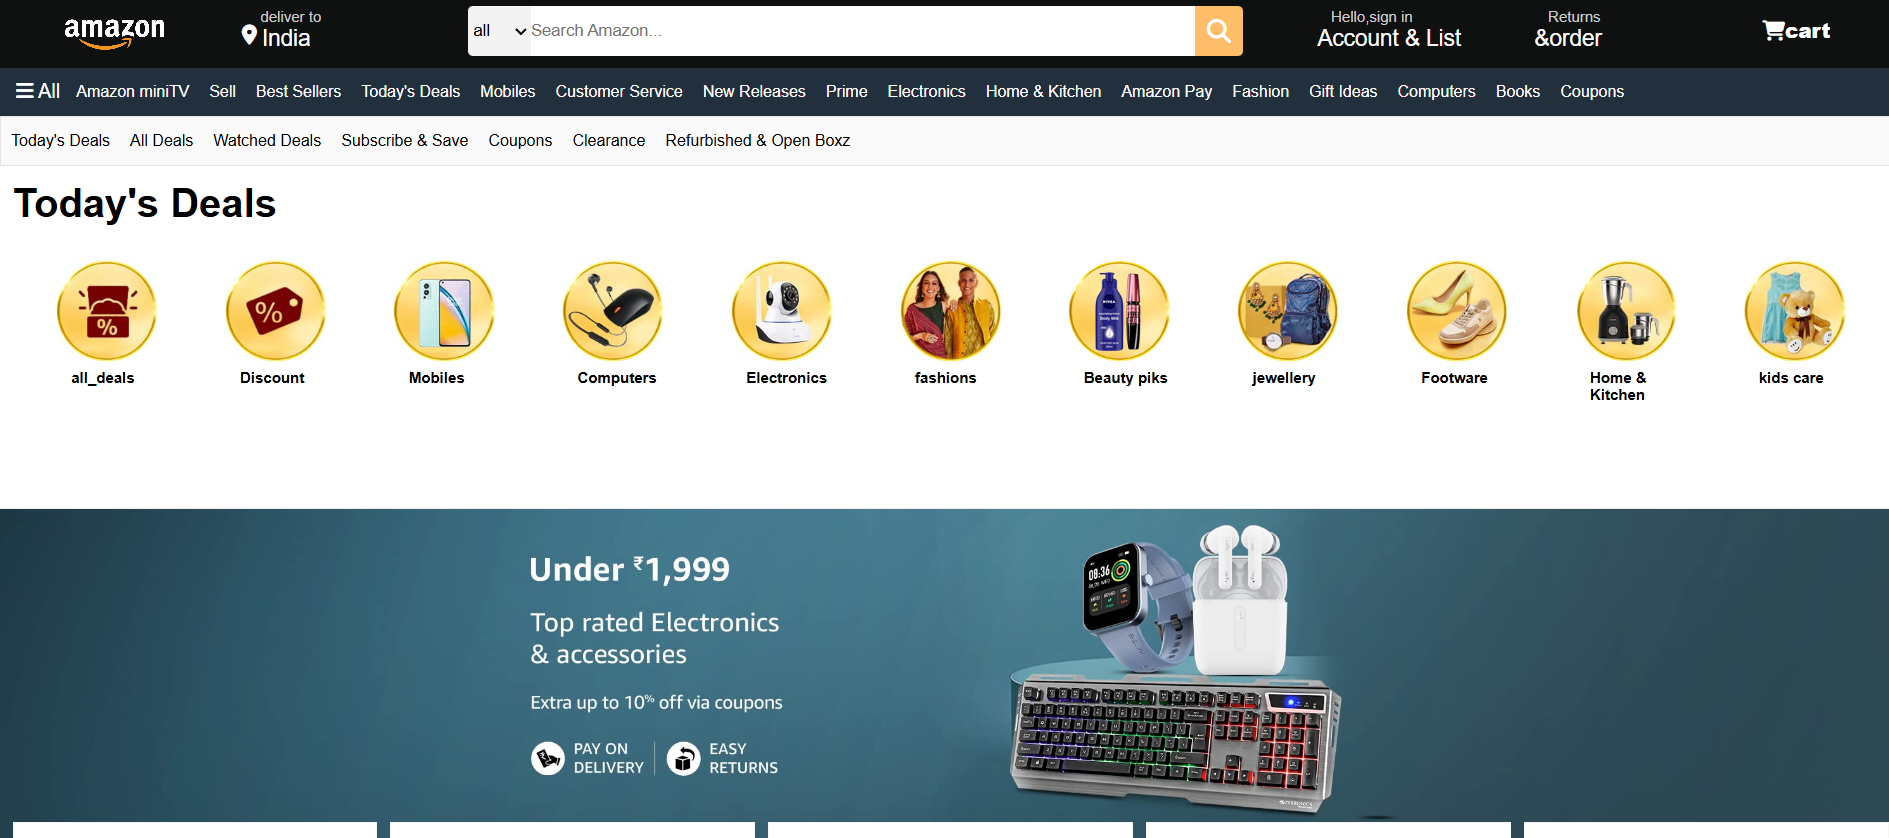 amazon
deliver to
India
all
Search Amazon...
Hello,sign in
Account & List
Returns
&order
cart
All Amazon miniTV Sell Best Sellers Today's Deals Mobiles Customer Service New Releases Prime Electronics Home & Kitchen Amazon Pay Fashion Gift Ideas Computers Books Coupons
Today's Deals All Deals Watched Deals Subscribe & Save Coupons Clearance Refurbished & Open Boxz
Today's Deals
%
%
NIVEA
all_deals
Discount
Mobiles
Computers
Electronics
fashions
Beauty piks
jewellery
Footware
Home &
Kitchen
kids care
Under ₹1,999
Top rated Electronics
& accessories
Extra up to 10% off via coupons
PAY ON
DELIVERY
EASY
RETURNS
08:36
ZEBRONICS